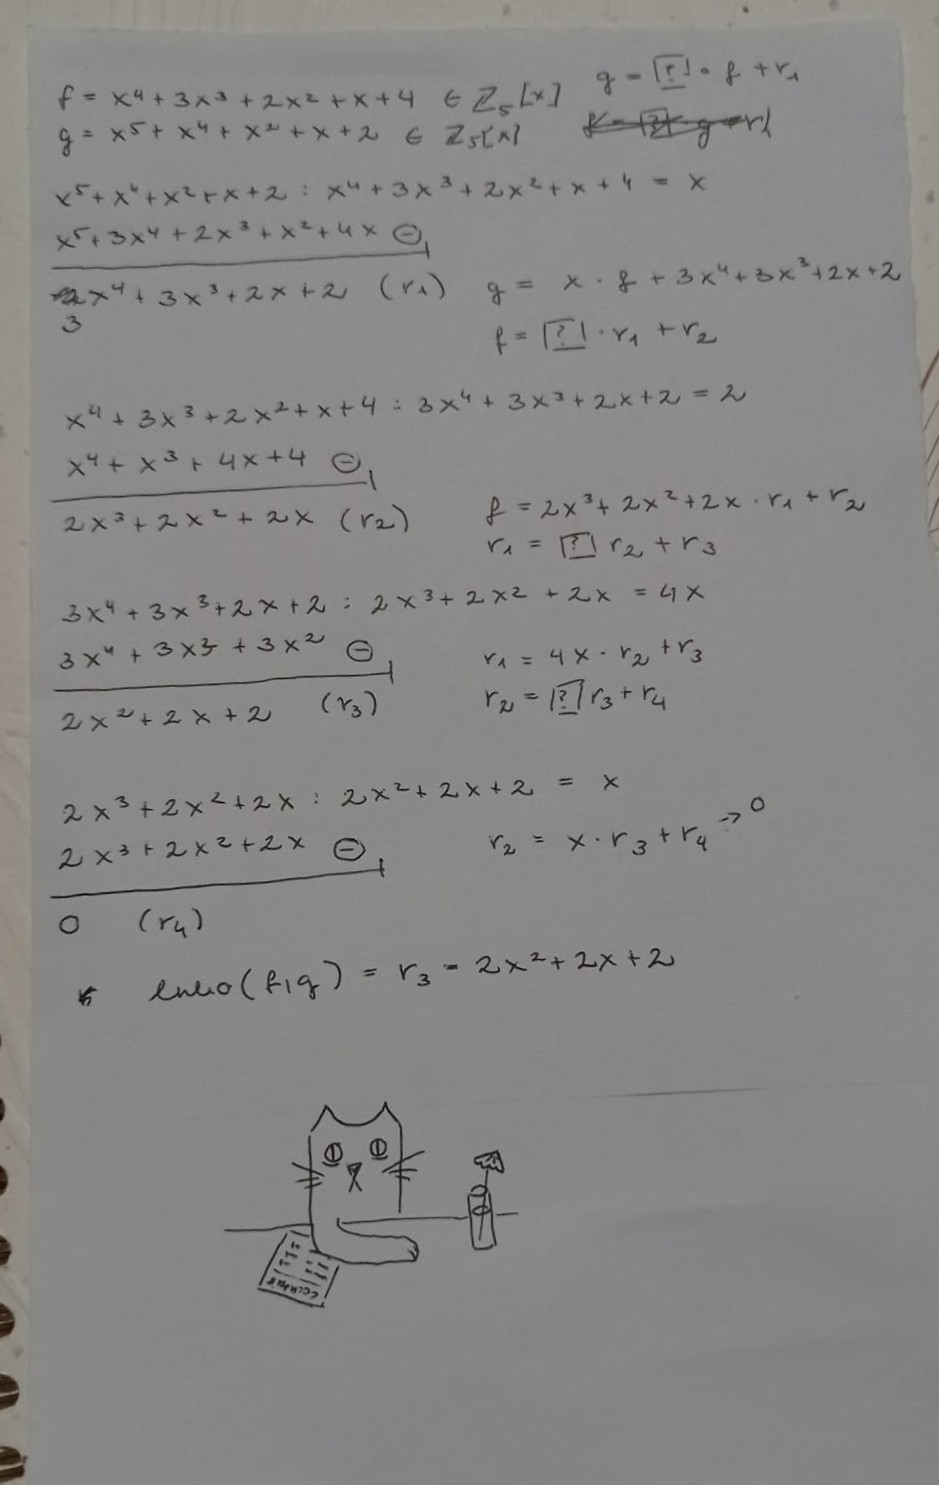 f = x⁴ + 3x³ + 2x² + x + 4 ∈ Z₅[x]
g = [?] · f + r₁
g = x⁵ + x⁴ + x² + x + 2 ∈ Z₅[x]
x⁵ + x⁴ + x² + x + 2 : x⁴ + 3x³ + 2x² + x + 4 = x
x⁵ + 3x⁴ + 2x³ + x² + 4x ⊖
x⁴ + 3x³ + 2x + 2 (r₁)
3
g = x · f + 3x⁴ + 3x³ + 2x + 2
f = [?] · r₁ + r₂
x⁴ + 3x³ + 2x² + x + 4 : 3x⁴ + 3x³ + 2x + 2 = 2
x⁴ + x³ + 4x + 4 ⊖
2x³ + 2x² + 2x (r₂)
f = 2x³ + 2x² + 2x · r₁ + r₂
r₁ = [?] r₂ + r₃
3x⁴ + 3x³ + 2x + 2 : 2x³ + 2x² + 2x = 4x
3x⁴ + 3x³ + 3x² ⊖
2x² + 2x + 2 (r₃)
r₁ = 4x · r₂ + r₃
r₂ = [?] r₃ + r₄
2x³ + 2x² + 2x : 2x² + 2x + 2 = x
2x³ + 2x² + 2x ⊖
0 (r₄)
r₂ = x · r₃ + r₄ → 0
(f, g) = r₃ = 2x² + 2x + 2